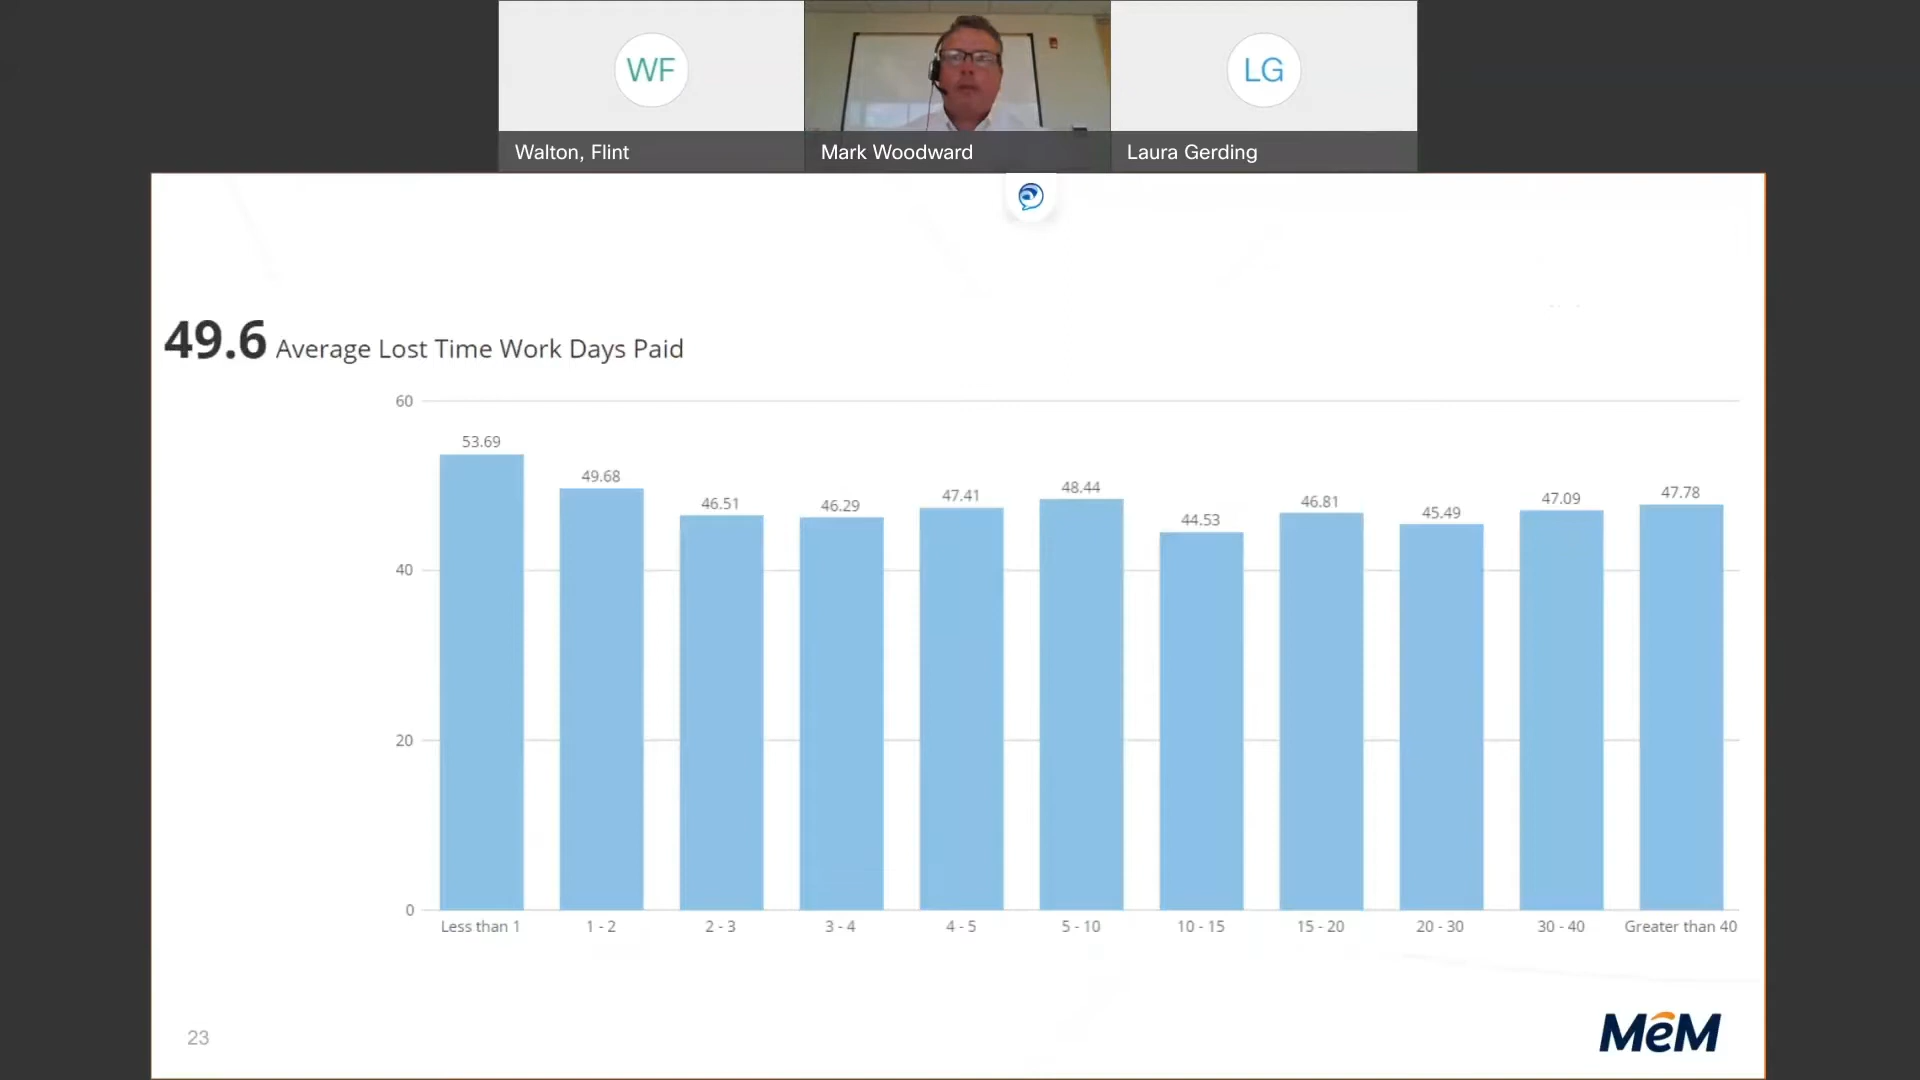 WF
LG
Walton, Flint
Mark Woodward
Laura Gerding
49.6 Average Lost Time Work Days Paid
60
53.69
49.68
46.51
46.29
47.41
48.44
44.53
46.81
45.49
47.09
47.78
40
20
0
Less than 1
1 - 2
2 - 3
3 - 4
4 - 5
5 - 10
10 - 15
15 - 20
20 - 30
30 - 40
Greater than 40
23
MeM